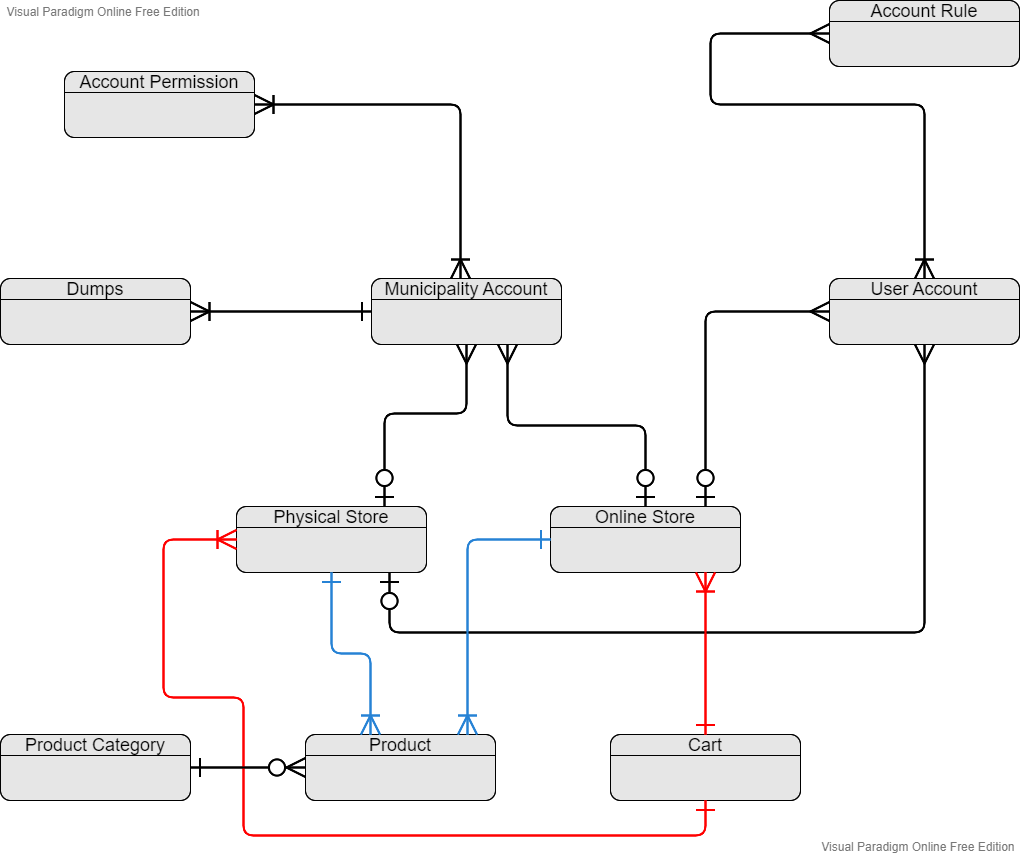 Visual Paradigm Online Free Edition
Account Rule
Account Permission
Dumps
Municipality Account
User Account
Physical Store
Online Store
Product Category
Product
Cart
Visual Paradigm Online Free Edition